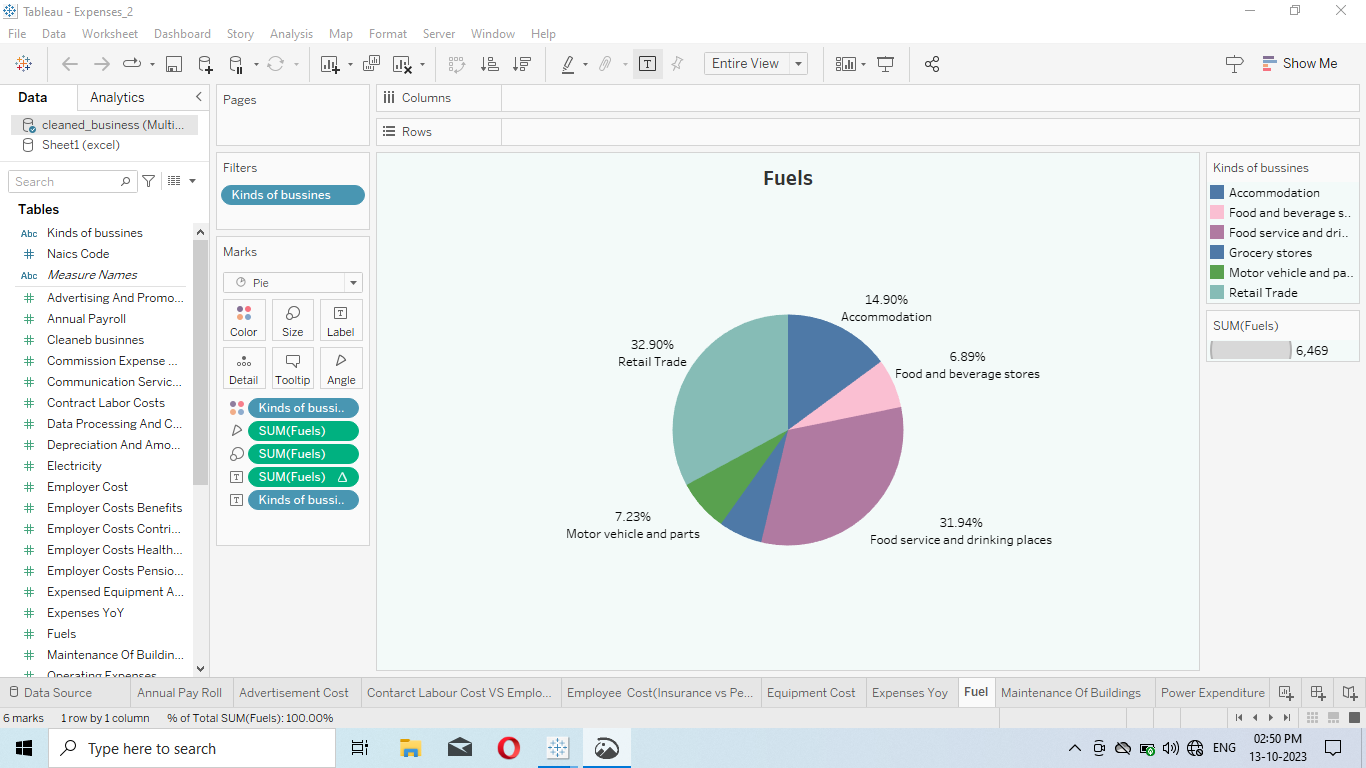 Tableau - Expenses_2
File Data Worksheet Dashboard Story Analysis Map Format Server Window Help
Entire View
Show Me
Data Analytics
cleaned_business (Multi...
Sheet1 (excel)
Search
Tables
Abc Kinds of bussines
# Naics Code
Abc Measure Names
# Advertising And Promo...
# Annual Payroll
# Cleaneb businnes
# Commission Expense ...
# Communication Servic...
# Contract Labor Costs
# Data Processing And C...
# Depreciation And Amo...
# Electricity
# Employer Cost
# Employer Costs Benefits
# Employer Costs Contri...
# Employer Costs Health...
# Employer Costs Pensio...
# Expensed Equipment A...
# Expenses YoY
# Fuels
# Maintenance Of Buildin...
# Operating Expenses
Pages
Filters
Kinds of bussines
Marks
Pie
Color Size Label
Detail Tooltip Angle
Kinds of bussi..
SUM(Fuels)
SUM(Fuels)
SUM(Fuels) Δ
Kinds of bussi..
Columns
Rows
Fuels
14.90%
Accommodation
6.89%
Food and beverage stores
32.90%
Retail Trade
7.23%
Motor vehicle and parts
31.94%
Food service and drinking places
Kinds of bussines
Accommodation
Food and beverage s..
Food service and dri..
Grocery stores
Motor vehicle and pa..
Retail Trade
SUM(Fuels)
6,469
Data Source Annual Pay Roll Advertisement Cost Contarct Labour Cost VS Emplo... Employee Cost(Insurance vs Pe... Equipment Cost Expenses Yoy Fuel Maintenance Of Buildings Power Expenditure
6 marks 1 row by 1 column % of Total SUM(Fuels): 100.00%
Type here to search
ENG
02:50 PM
13-10-2023